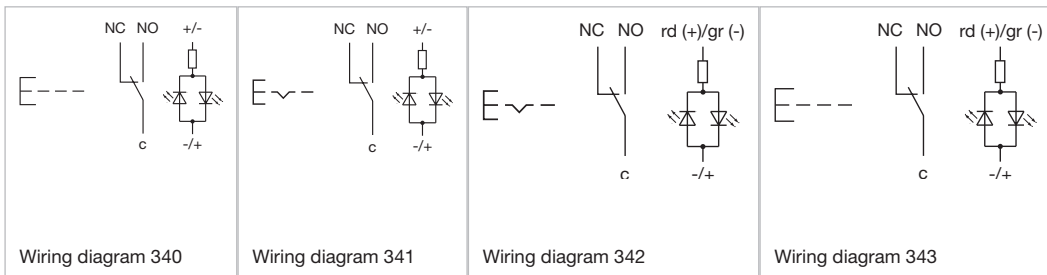 NC NO +/-
c -/+
Wiring diagram 340
NC NO +/-
c -/+
Wiring diagram 341
NC NO rd (+)/gr (-)
c -/+
Wiring diagram 342
NC NO rd (+)/gr (-)
c -/+
Wiring diagram 343